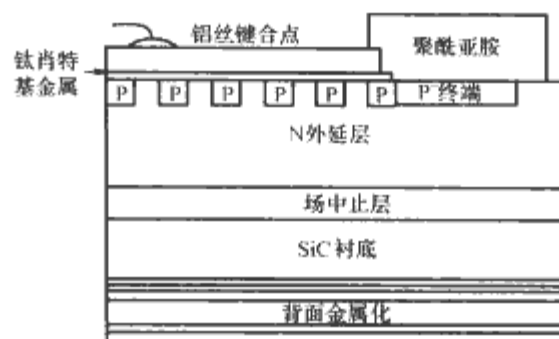 铝丝键合点
聚酰亚胺
钛肖特
基金属
P P P P P P P 终端
N外延层
场中止层
SiC衬底
背面金属化